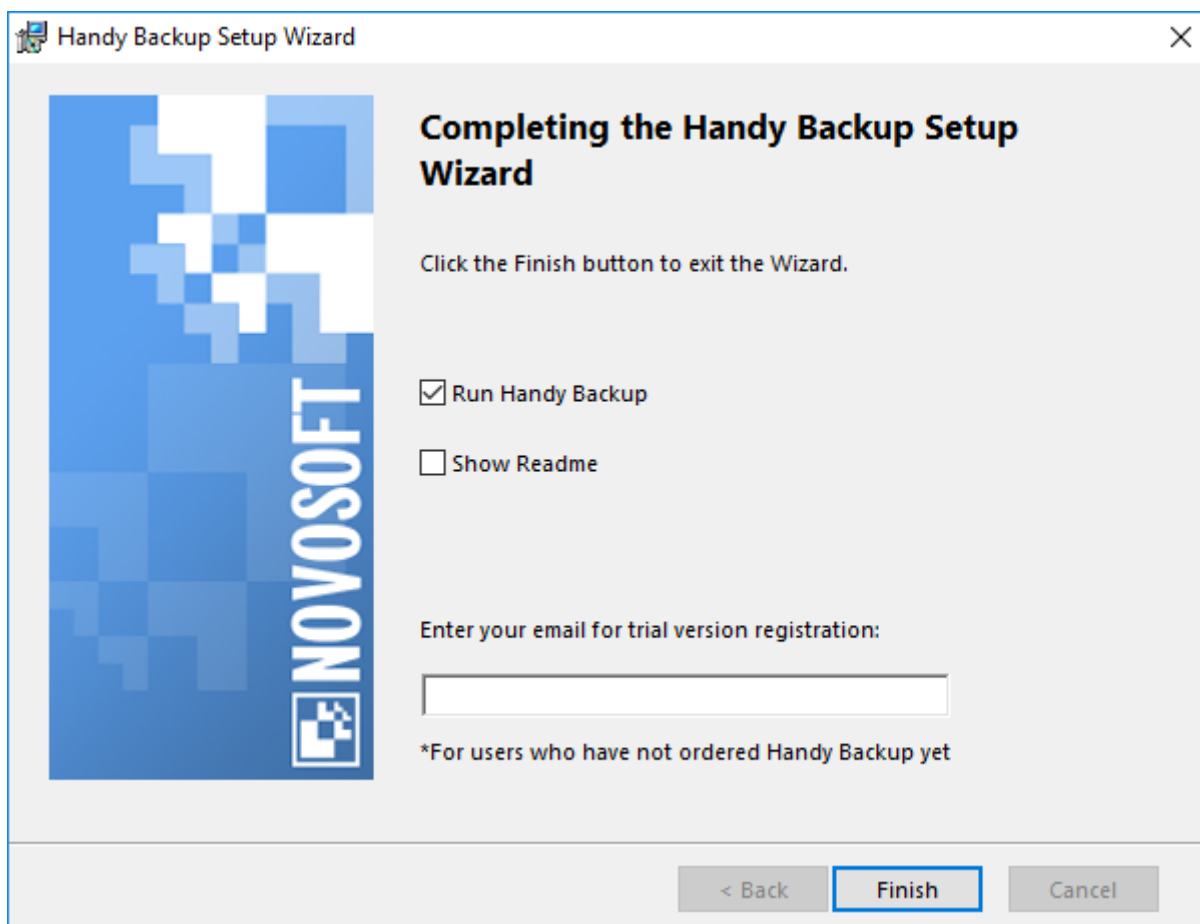 Handy Backup Setup Wizard
Completing the Handy Backup Setup
Wizard
Click the Finish button to exit the Wizard.
Run Handy Backup
Show Readme
NOVOSOFT
Enter your email for trial version registration:
*For users who have not ordered Handy Backup yet
< Back
Finish
Cancel